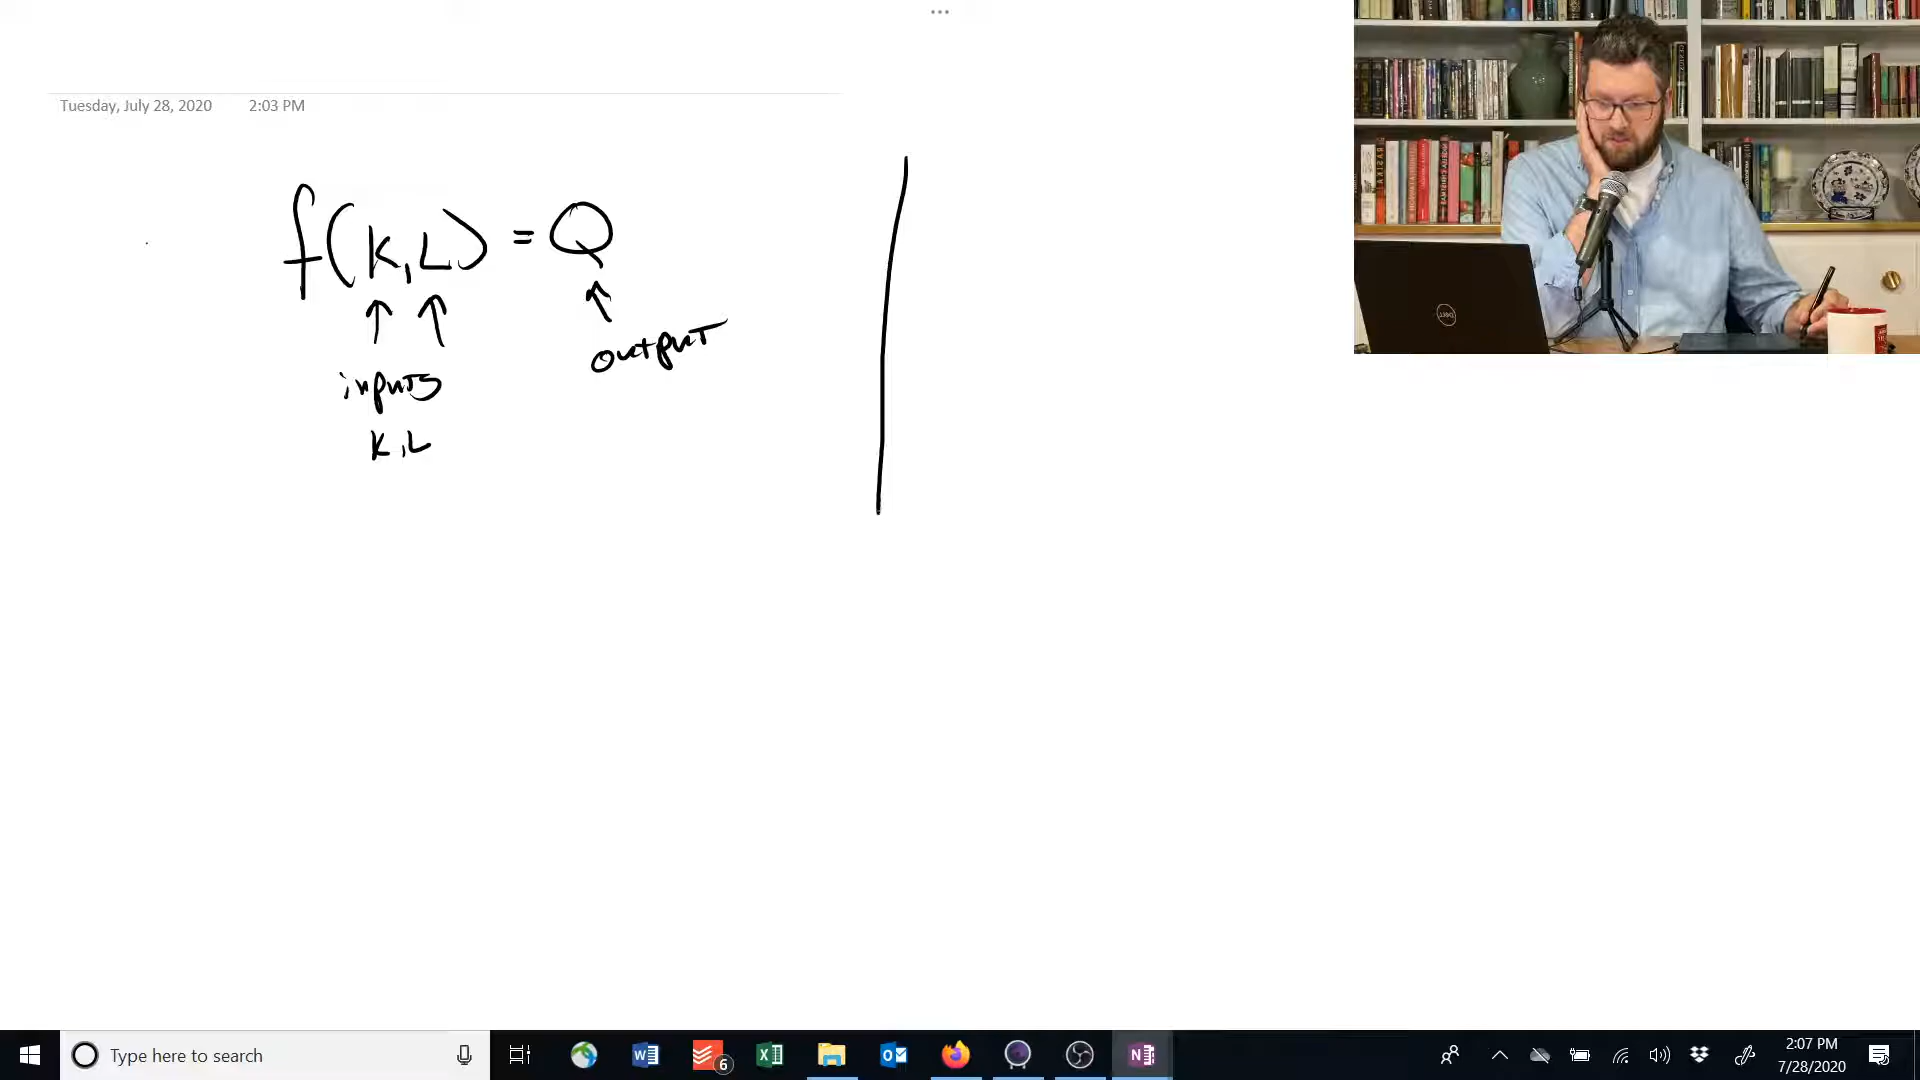 Tuesday, July 28, 2020 2:03 PM
f(K,L) = Q
output
inputs
K,L
Type here to search
6
2:07 PM
7/28/2020